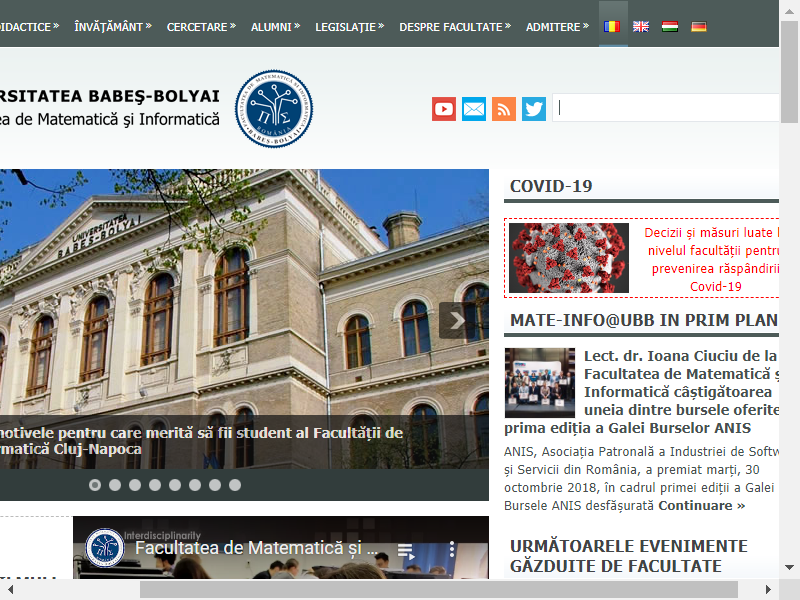 DIDACTICE »
ÎNVĂȚĂMÂNT »
CERCETARE »
ALUMNI »
LEGISLAȚIE »
DESPRE FACULTATE »
ADMITERE »
RSITATEA BABEȘ-BOLYAI
ea de Matematică și Informatică
UNIVERSITATEA
BABEȘ-BOLYAI
otivele pentru care merită să fii student al Facultății de
rmatică Cluj-Napoca
Interdisciplinarily
Facultatea de Matematică și ...
COVID-19
Decizii și măsuri luate l
nivelul facultății pentru
prevenirea răspândirii
Covid-19
MATE-INFO@UBB IN PRIM PLAN
Lect. dr. Ioana Ciuciu de la
Facultatea de Matematică ș
Informatică câștigătoarea
uneia dintre bursele oferite
prima ediția a Galei Burselor ANIS
ANIS, Asociația Patronală a Industriei de Softw
și Servicii din România, a premiat marți, 30
octombrie 2018, în cadrul primei ediții a Galei
Bursele ANIS desfășurată Continuare »
URMĂTOARELE EVENIMENTE
GĂZDUITE DE FACULTATE